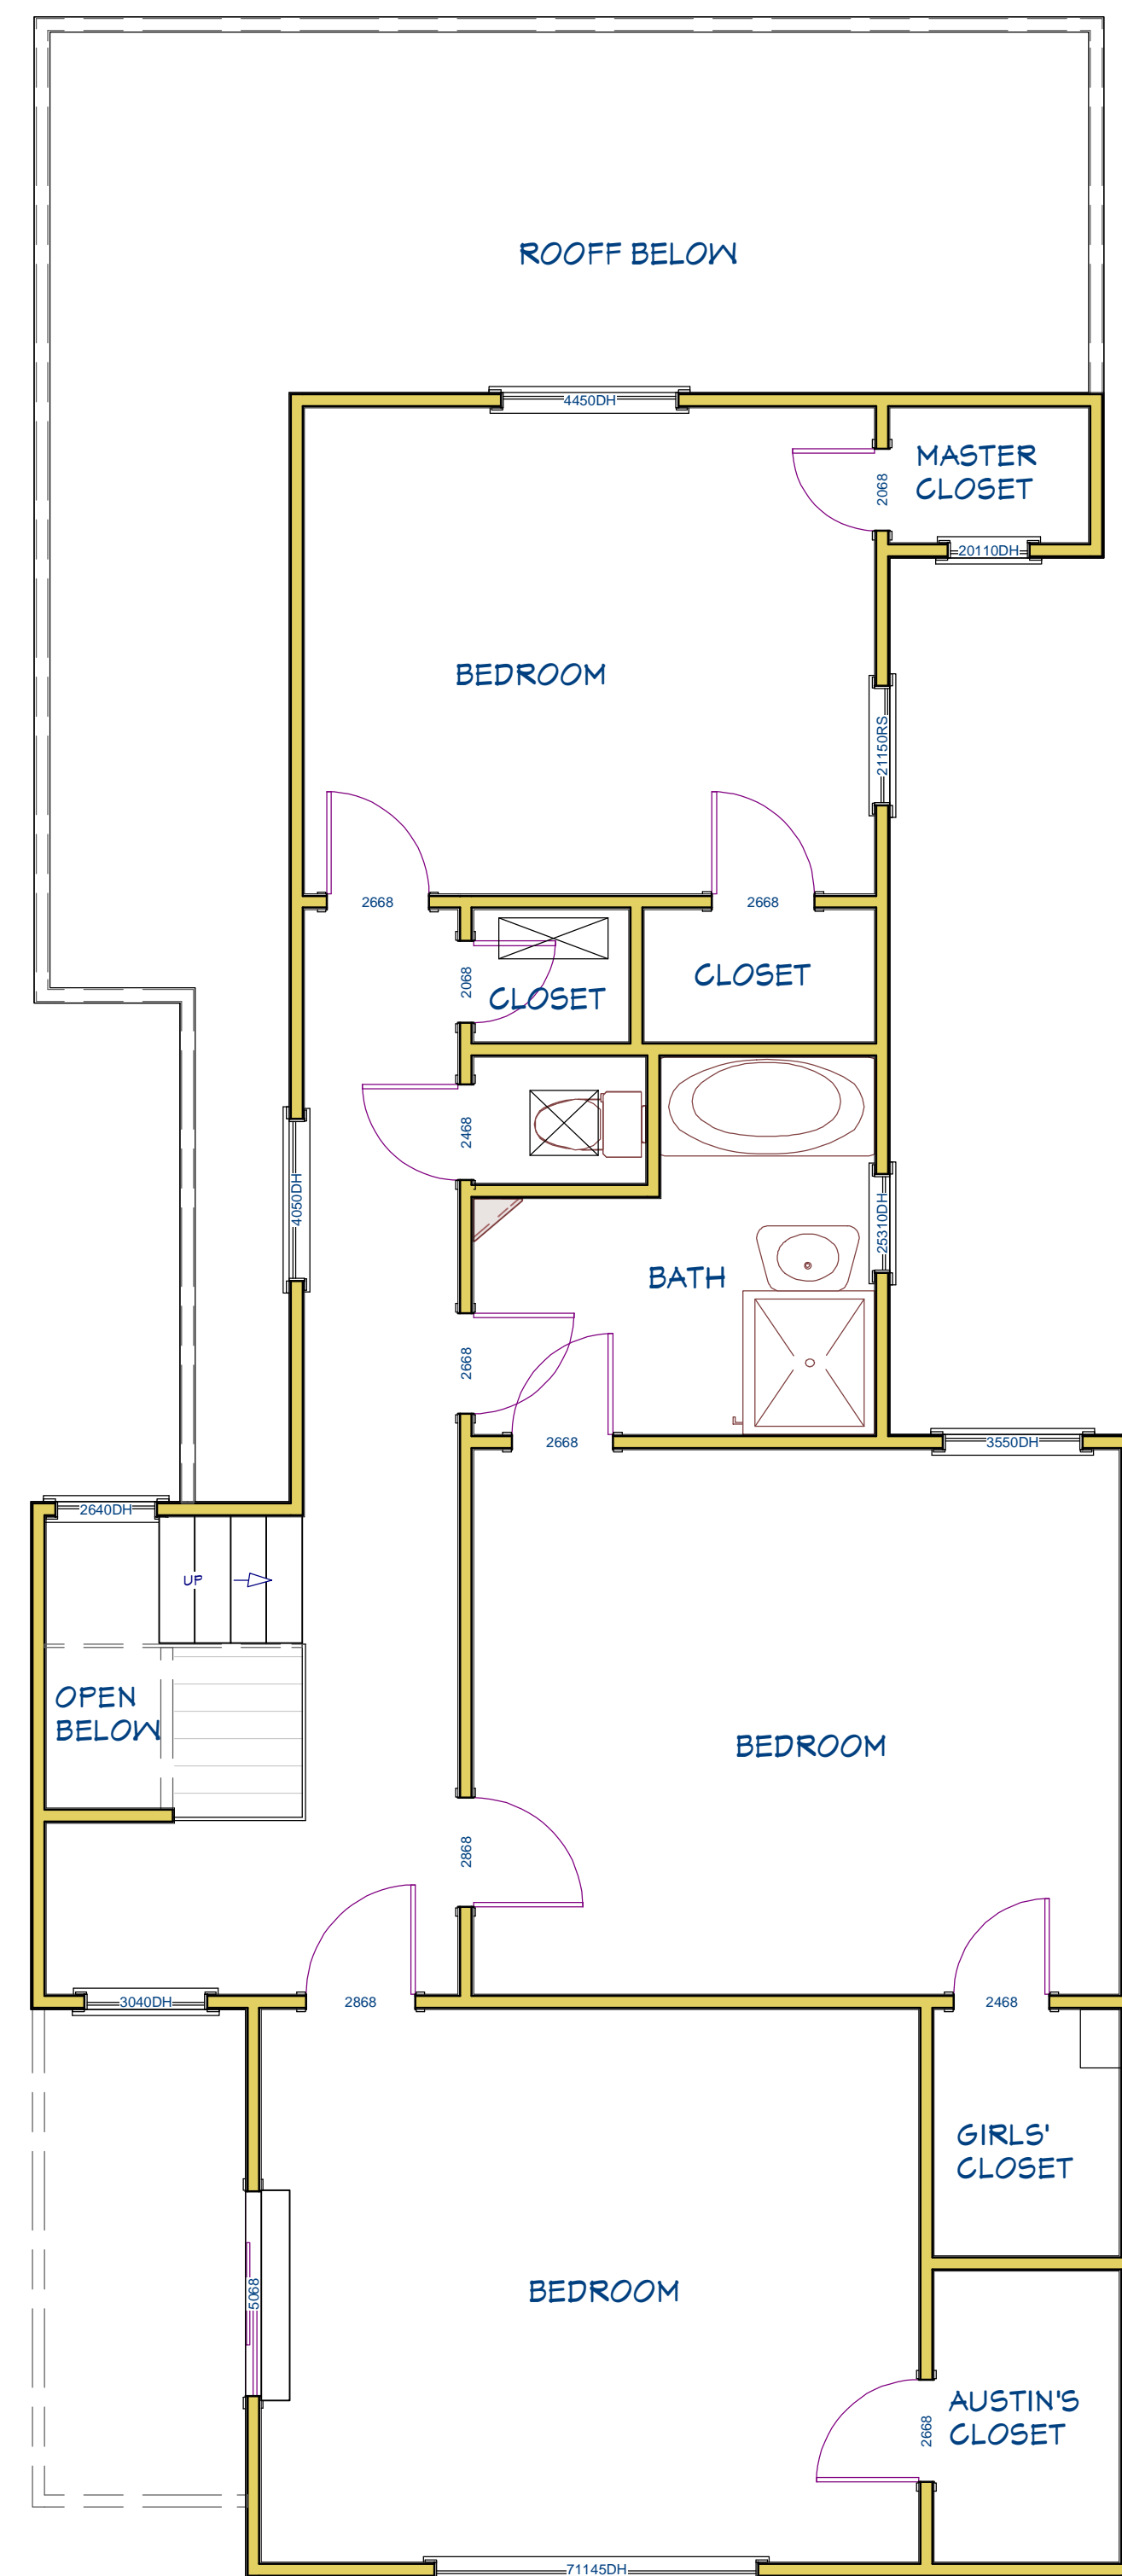 ROOFF BELOW
4450DH
MASTER
CLOSET
2068
20110DH
BEDROOM
21150RS
2668
2668
2068
CLOSET
CLOSET
2468
4050DH
25310DH
BATH
2668
2668
3550DH
2640DH
UP
OPEN
BELOW
BEDROOM
2868
3040DH
2868
2468
GIRLS'
CLOSET
5068
BEDROOM
AUSTIN'S
CLOSET
2668
71145DH